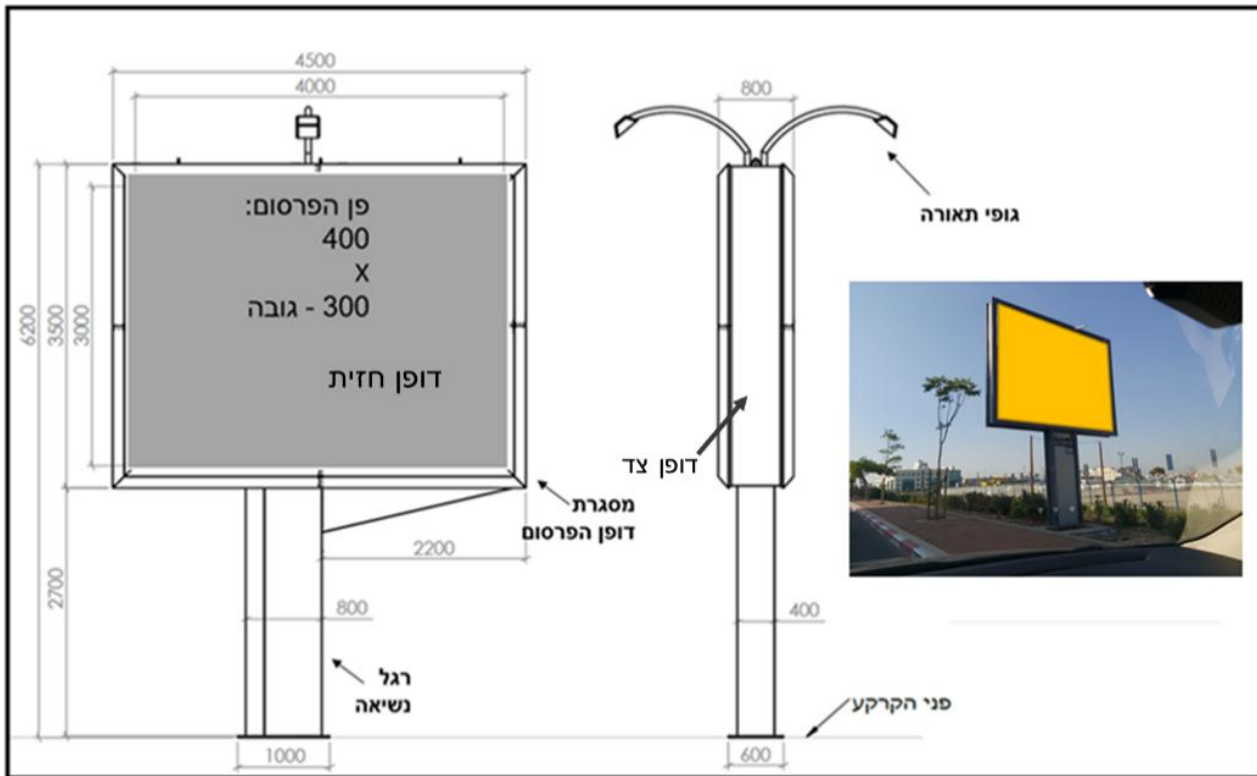 4500
4000
800
פן הפרסום:
400
X
300 - גובה
דופן חזית
6200
3500
3000
גופי תאורה
דופן צד
מסגרת
דופן הפרסום
2200
2700
800
400
רגל
נשיאה
פני הקרקע
1000
600